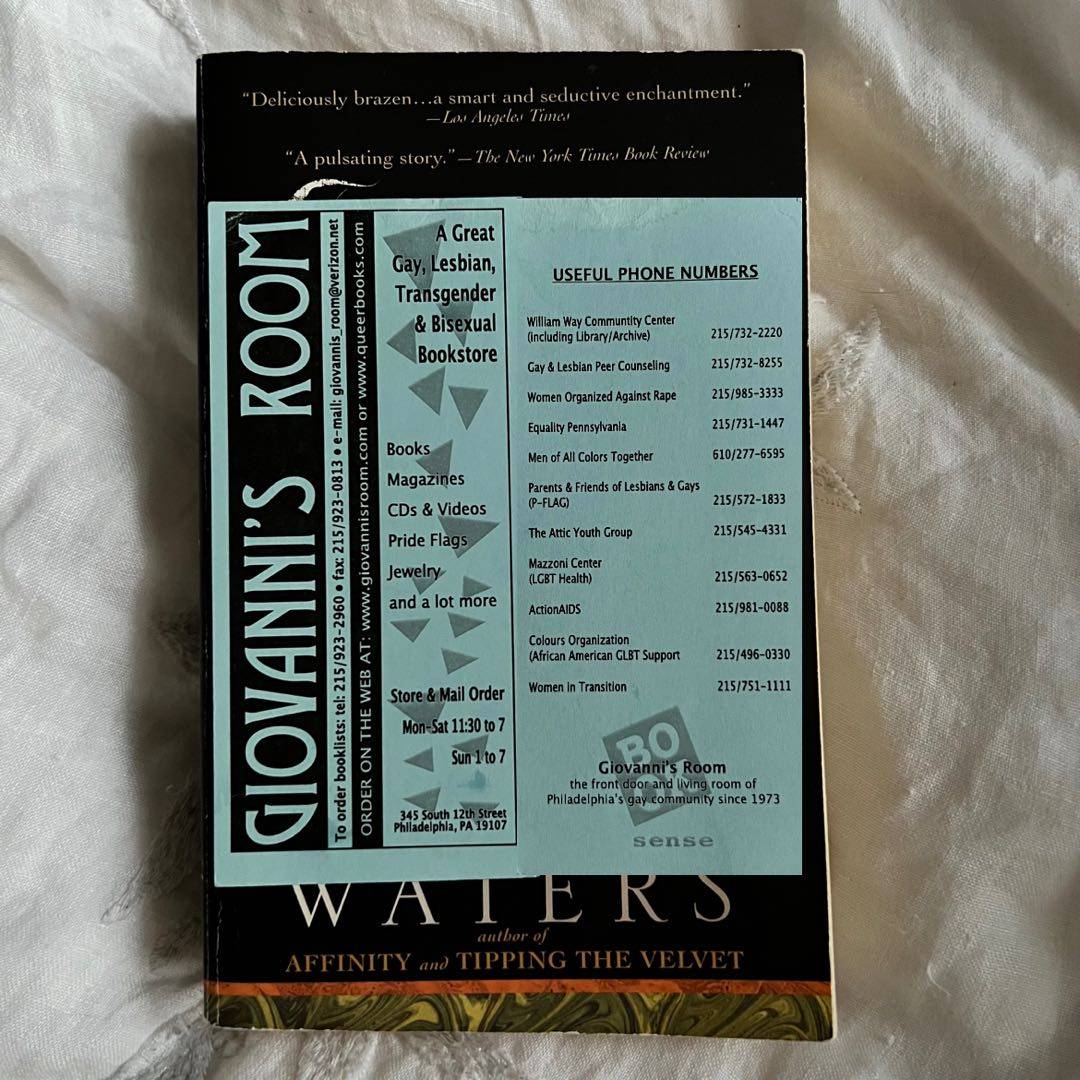 “Deliciously brazen...a smart and seductive enchantment.”
—Los Angeles Times
“A pulsating story.”—The New York Times Book Review
GIOVANNI'S ROOM
To order booklists: tel: 215/923-2960 • fax: 215/923-0813 • e-mail: giovannis_room@verizon.net
ORDER ON THE WEB AT: www.giovannisroom.com or www.queerbooks.com
A Great
Gay, Lesbian,
Transgender
& Bisexual
Bookstore
Books
Magazines
CDs & Videos
Pride Flags
Jewelry
and a lot more
Store & Mail Order
Mon-Sat 11:30 to 7
Sun 1 to 7
345 South 12th Street
Philadelphia, PA 19107
USEFUL PHONE NUMBERS
William Way Communtity Center
(including Library/Archive) 215/732-2220
Gay & Lesbian Peer Counseling 215/732-8255
Women Organized Against Rape 215/985-3333
Equality Pennsylvania 215/731-1447
Men of All Colors Together 610/277-6595
Parents & Friends of Lesbians & Gays
(P-FLAG) 215/572-1833
The Attic Youth Group 215/545-4331
Mazzoni Center
(LGBT Health) 215/563-0652
ActionAIDS 215/981-0088
Colours Organization
(African American GLBT Support 215/496-0330
Women in Transition 215/751-1111
BO
OK
sense
Giovanni's Room
the front door and living room of
Philadelphia's gay community since 1973
WATERS
author of
AFFINITY and TIPPING THE VELVET